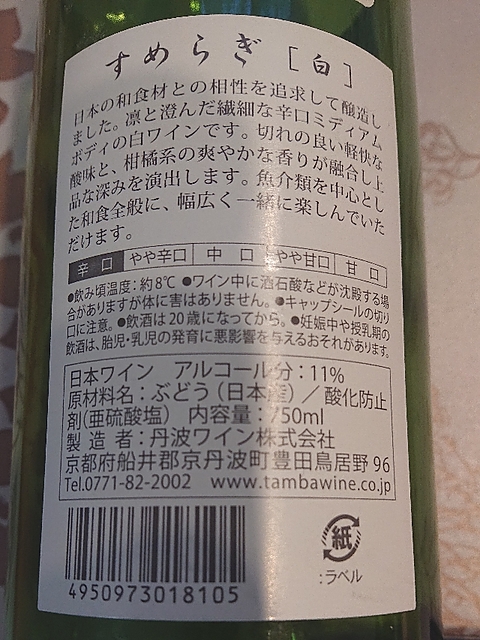 すめらぎ［白］
日本の和食材との相性を追求して醸造し
ました。凛と澄んだ繊細な辛口ミディアム
ボディの白ワインです。切れの良い軽快な
酸味と、柑橘系の爽やかな香りが融合し上
品な深みを演出します。魚介類を中心とし
た和食全般に、幅広く一緒に楽しんでいた
だけます。
辛口 やや辛口 中口 やや甘口 甘口
●飲み頃温度：約8℃ ●ワイン中に酒石酸などが沈殿する場
合がありますが体に害はありません。●キャップシールの切り
口に注意。●飲酒は20歳になってから。●妊娠中や授乳期の
飲酒は、胎児・乳児の発育に悪影響を与えるおそれがあります。
日本ワイン アルコール分：11%
原材料名：ぶどう（日本産）／酸化防止
剤（亜硫酸塩） 内容量：750ml
製造者：丹波ワイン株式会社
京都府船井郡京丹波町豊田鳥居野 96
Tel.0771-82-2002 www.tambawine.co.jp
4950973018105
紙
：ラベル